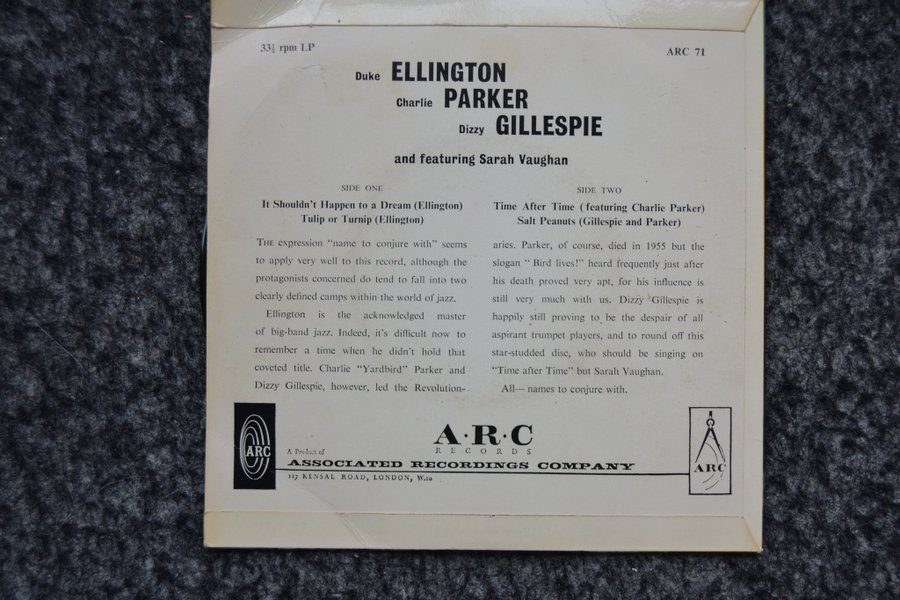 33⅓ rpm LP
ARC 71
Duke ELLINGTON
Charlie PARKER
Dizzy GILLESPIE
and featuring Sarah Vaughan
SIDE ONE
It Shouldn't Happen to a Dream (Ellington)
Tulip or Turnip (Ellington)
THE expression "name to conjure with" seems
to apply very well to this record, although the
protagonists concerned do tend to fall into two
clearly defined camps within the world of jazz.
Ellington is the acknowledged master
of big-band jazz. Indeed, it's difficult now to
remember a time when he didn't hold that
coveted title. Charlie "Yardbird" Parker and
Dizzy Gillespie, however, led the Revolution-
SIDE TWO
Time After Time (featuring Charlie Parker)
Salt Peanuts (Gillespie and Parker)
aries. Parker, of course, died in 1955 but the
slogan "Bird lives!" heard frequently just after
his death proved very apt, for his influence is
still very much with us. Dizzy Gillespie is
happily still proving to be the despair of all
aspirant trumpet players, and to round off this
star-studded disc, who should be singing on
"Time after Time" but Sarah Vaughan.
All—names to conjure with.
ARC
A·R·C
RECORDS
A Product of
ASSOCIATED RECORDINGS COMPANY
127 KENSAL ROAD, LONDON, W.10
ARC